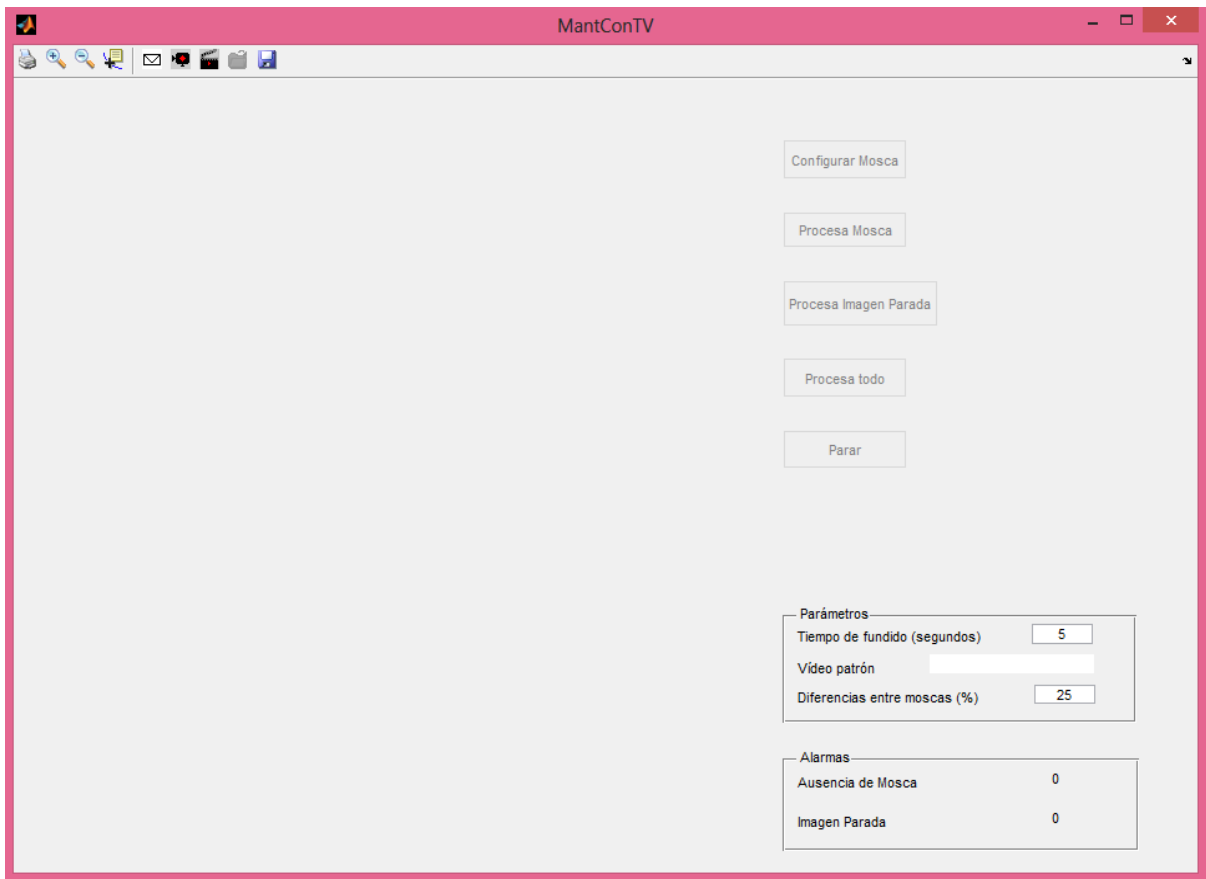 MantConTV
Configurar Mosca
Procesa Mosca
Procesa Imagen Parada
Procesa todo
Parar
Parámetros
Tiempo de fundido (segundos) 5
Vídeo patrón
Diferencias entre moscas (%) 25
Alarmas
Ausencia de Mosca 0
Imagen Parada 0